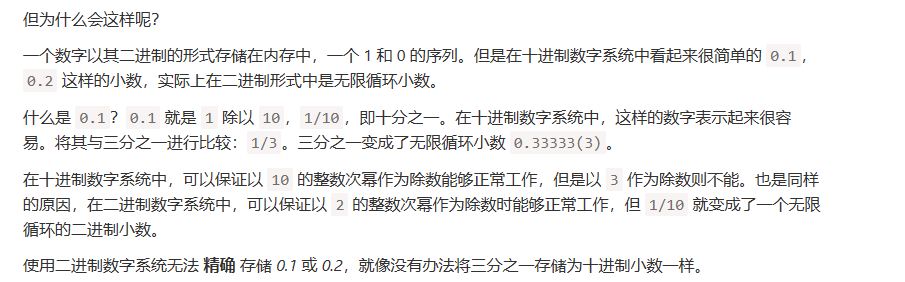 但为什么会这样呢？
一个数字以其二进制的形式存储在内存中，一个 1 和 0 的序列。但是在十进制数字系统中看起来很简单的 0.1，
0.2 这样的小数，实际上在二进制形式中是无限循环小数。
什么是 0.1？0.1 就是 1 除以 10，1/10，即十分之一。在十进制数字系统中，这样的数字表示起来很容
易。将其与三分之一进行比较：1/3。三分之一变成了无限循环小数 0.33333(3)。
在十进制数字系统中，可以保证以 10 的整数次幂作为除数能够正常工作，但是以 3 作为除数则不能。也是同样
的原因，在二进制数字系统中，可以保证以 2 的整数次幂作为除数时能够正常工作，但 1/10 就变成了一个无限
循环的二进制小数。
使用二进制数字系统无法 精确 存储 0.1 或 0.2，就像没有办法将三分之一存储为十进制小数一样。